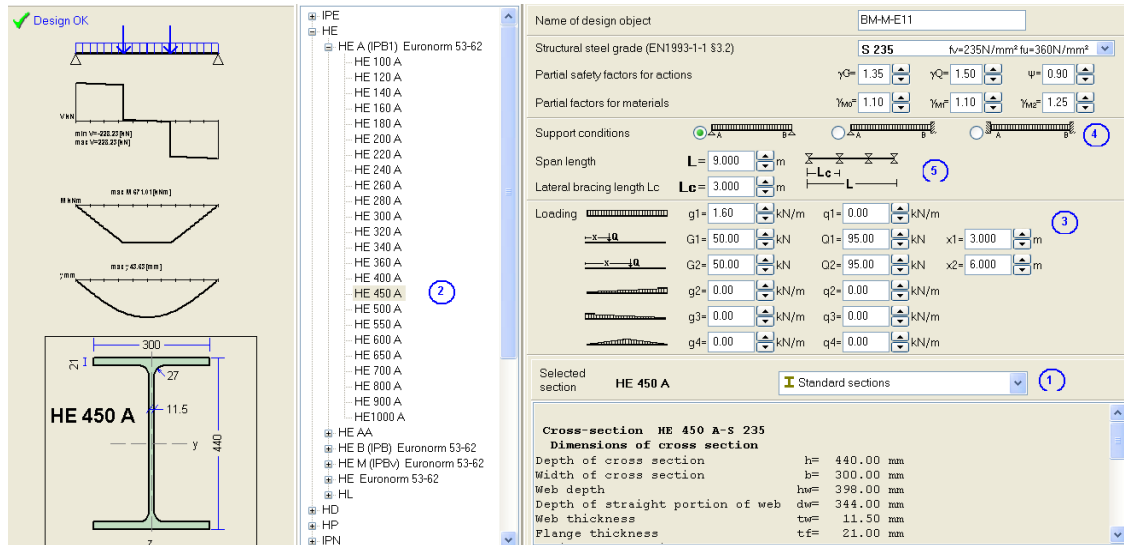 Design OK
V kN
min V=-228.23[kN]
max V=228.23[kN]
max M 671.01[kNm]
M kNm
max y 43.63[mm]
y mm
300
21
27
HE 450 A
11.5
y
440
z
IPE
HE
HE A (IPB1) Euronorm 53-62
HE 100 A
HE 120 A
HE 140 A
HE 160 A
HE 180 A
HE 200 A
HE 220 A
HE 240 A
HE 260 A
HE 280 A
HE 300 A
HE 320 A
HE 340 A
HE 360 A
HE 400 A
HE 450 A 2
HE 500 A
HE 550 A
HE 600 A
HE 650 A
HE 700 A
HE 800 A
HE 900 A
HE1000 A
HE AA
HE B (IPB) Euronorm 53-62
HE M (IPBv) Euronorm 53-62
HE Euronorm 53-62
HL
HD
HP
IPN
Name of design object BM-M-E11
Structural steel grade (EN1993-1-1 §3.2) S 235 fv=235N/mm² fu=360N/mm²
Partial safety factors for actions γG= 1.35 γQ= 1.50 ψ= 0.90
Partial factors for materials γM0= 1.10 γM1= 1.10 γM2= 1.25
Support conditions A B A B A B 4
Span length L= 9.000 m
Lateral bracing length Lc Lc= 3.000 m
Lc L 5
Loading g1= 1.60 kN/m q1= 0.00 kN/m 3
x Q G1= 50.00 kN Q1= 95.00 kN x1= 3.000 m
x Q G2= 50.00 kN Q2= 95.00 kN x2= 6.000 m
g2= 0.00 kN/m q2= 0.00 kN/m
g3= 0.00 kN/m q3= 0.00 kN/m
g4= 0.00 kN/m q4= 0.00 kN/m
Selected section HE 450 A Standard sections 1
Cross-section HE 450 A-S 235
Dimensions of cross section
Depth of cross section h= 440.00 mm
Width of cross section b= 300.00 mm
Web depth hw= 398.00 mm
Depth of straight portion of web dw= 344.00 mm
Web thickness tw= 11.50 mm
Flange thickness tf= 21.00 mm